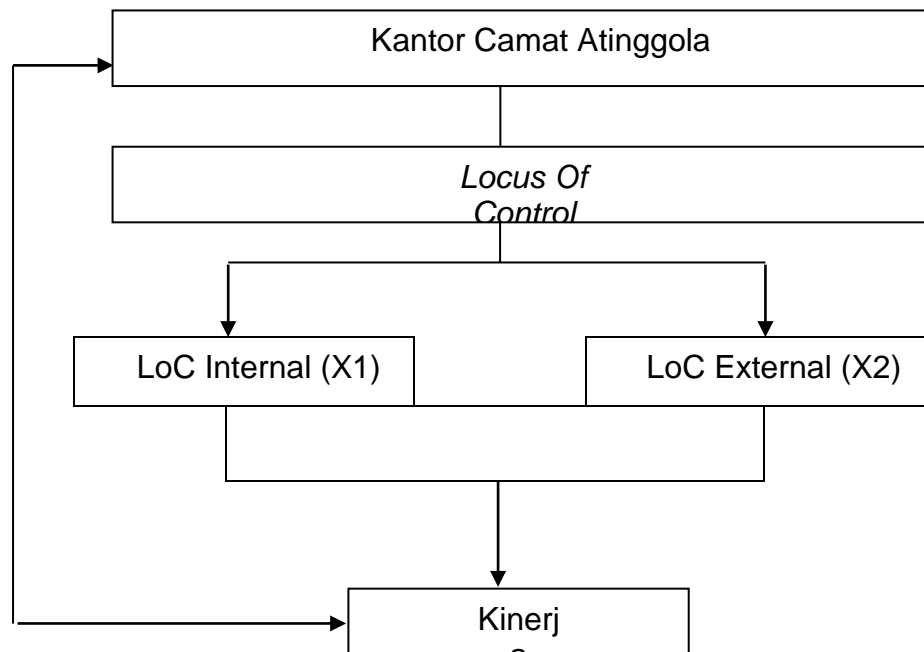 Kantor Camat Atinggola
Locus Of
Control
LoC Internal (X1)
LoC External (X2)
Kinerj